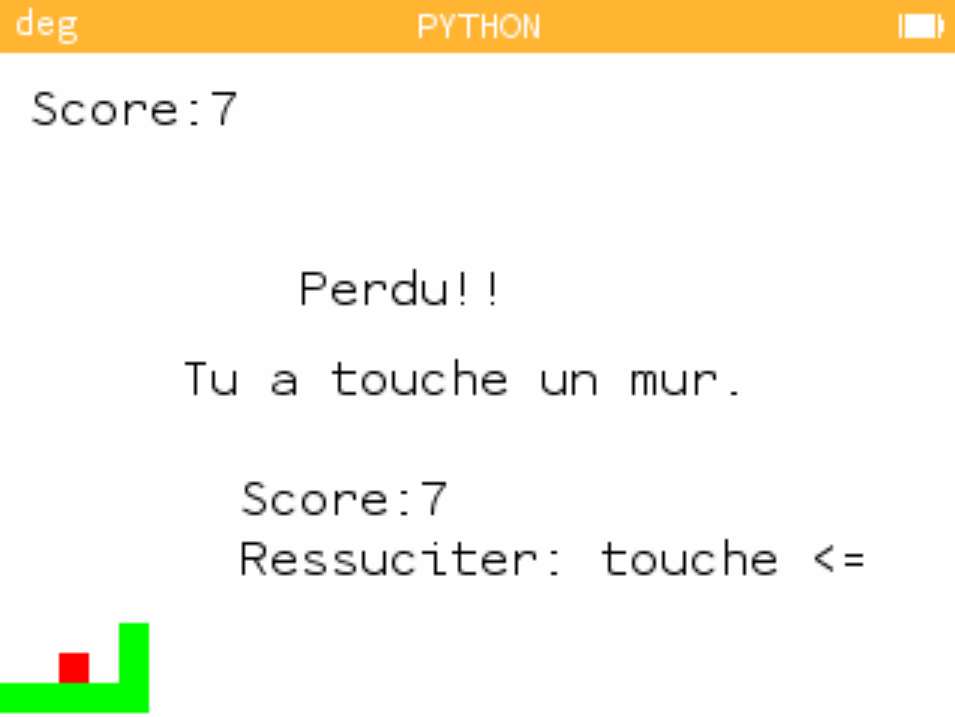 deg PYTHON
Score:7
Perdu!!
Tu a touche un mur.
Score:7
Ressuciter: touche <=